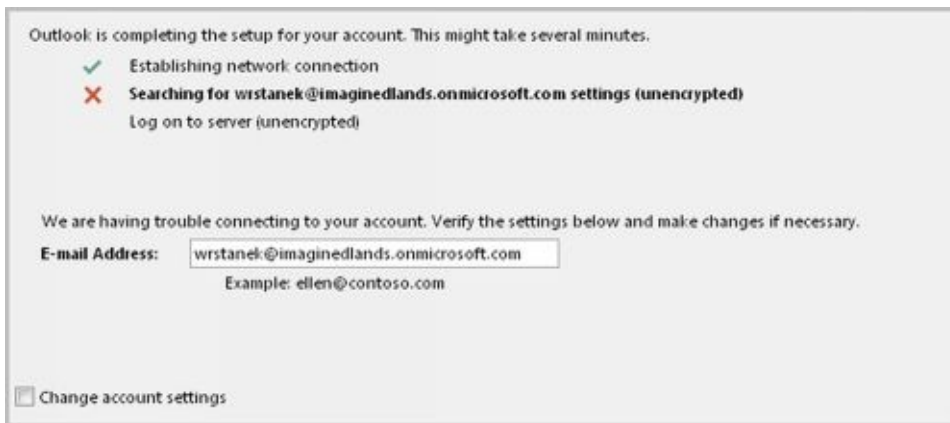 Outlook is completing the setup for your account. This might take several minutes.
Establishing network connection
Searching for wrstanek@imaginedlands.onmicrosoft.com settings (unencrypted)
Log on to server (unencrypted)
We are having trouble connecting to your account. Verify the settings below and make changes if necessary.
E-mail Address: wrstanek@imaginedlands.onmicrosoft.com
Example: ellen@contoso.com
Change account settings